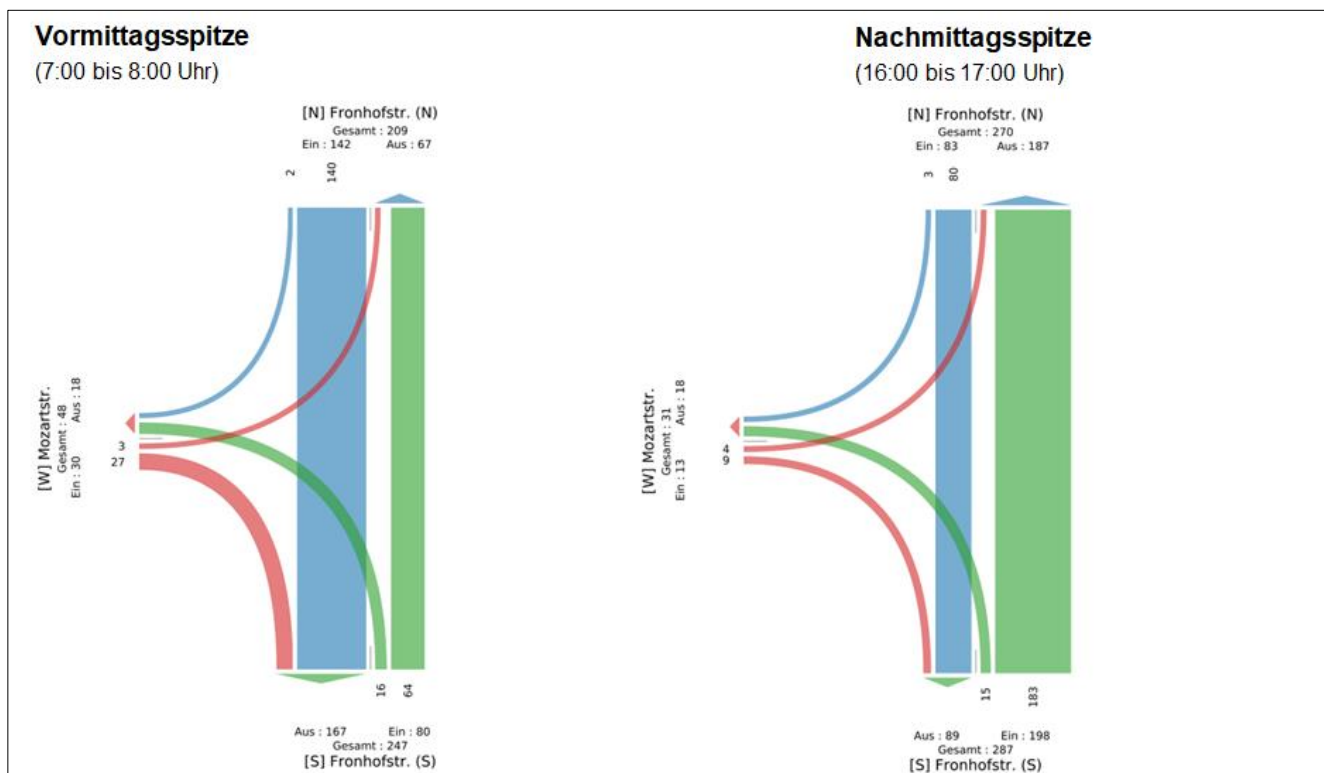 Vormittagsspitze
(7:00 bis 8:00 Uhr)
[N] Fronhofstr. (N)
Gesamt : 209
Ein : 142 Aus : 67
2
140
[W] Mozartstr.
Gesamt : 48
Ein : 30 Aus : 18
3
27
16
64
Aus : 167 Ein : 80
Gesamt : 247
[S] Fronhofstr. (S)
Nachmittagsspitze
(16:00 bis 17:00 Uhr)
[N] Fronhofstr. (N)
Gesamt : 270
Ein : 83 Aus : 187
3
80
[W] Mozartstr.
Gesamt : 31
Ein : 13 Aus : 18
4
9
15
183
Aus : 89 Ein : 198
Gesamt : 287
[S] Fronhofstr. (S)